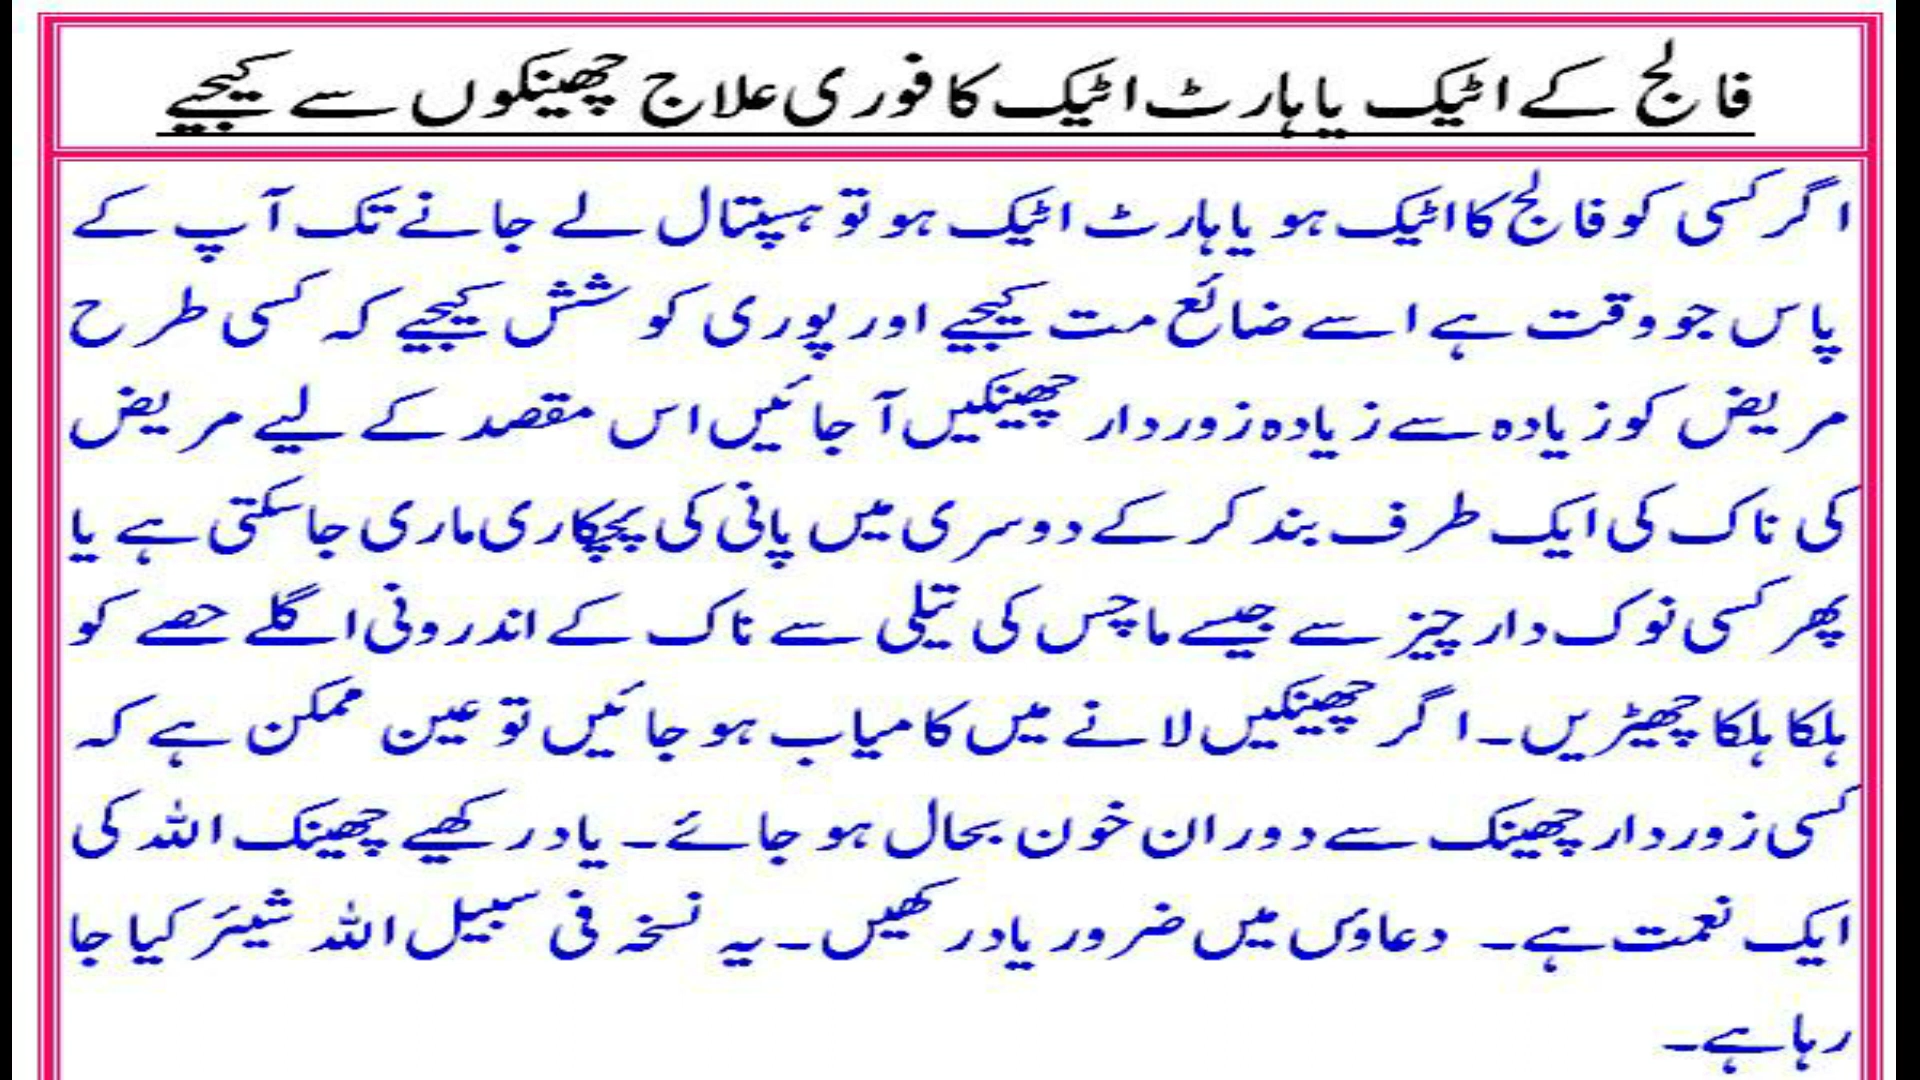 فالج کے اٹیک یا ہارٹ اٹیک کا فوری علاج چھینکوں سے کیجیے
اگر کسی کو فالج کا اٹیک ہو یا ہارٹ اٹیک ہو تو ہسپتال لے جانے تک آپ کے
پاس جو وقت ہے اسے ضائع مت کیجیے اور پوری کوشش کیجیے کہ کسی طرح
مریض کو زیادہ سے زیادہ زوردار چھینکیں آ جائیں اس مقصد کے لیے مریض
کی ناک کی ایک طرف بند کر کے دوسری میں پانی کی پچکاری ماری جا سکتی ہے یا
پھر کسی نوک دار چیز سے جیسے ماچس کی تیلی سے ناک کے اندرونی اگلے حصے کو
ہلکا ہلکا چھیڑیں۔ اگر چھینکیں لانے میں کامیاب ہو جائیں تو عین ممکن ہے کہ
کسی زوردار چھینک سے دوران خون بحال ہو جائے۔ یاد رکھیے چھینک اللہ کی
ایک نعمت ہے۔ دعاؤں میں ضرور یاد رکھیں۔ یہ نسخہ فی سبیل اللہ شیئر کیا جا
رہا ہے۔